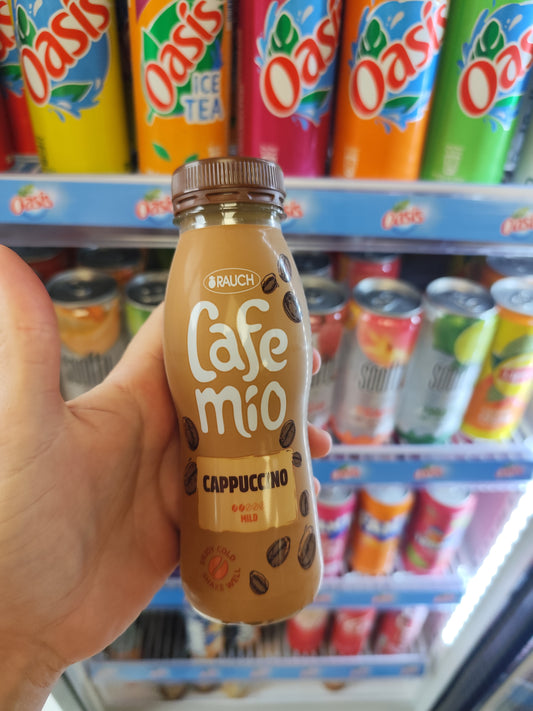 Oasis
Oasis
ICE
TEA
Oasis
Oasis
Oasis
Oasis
Oasis
Oasis
Oasis
RAUCH
Cafe
mio
CAPPUCCINO
MILD
ENJOY COLD
SHAKE WELL